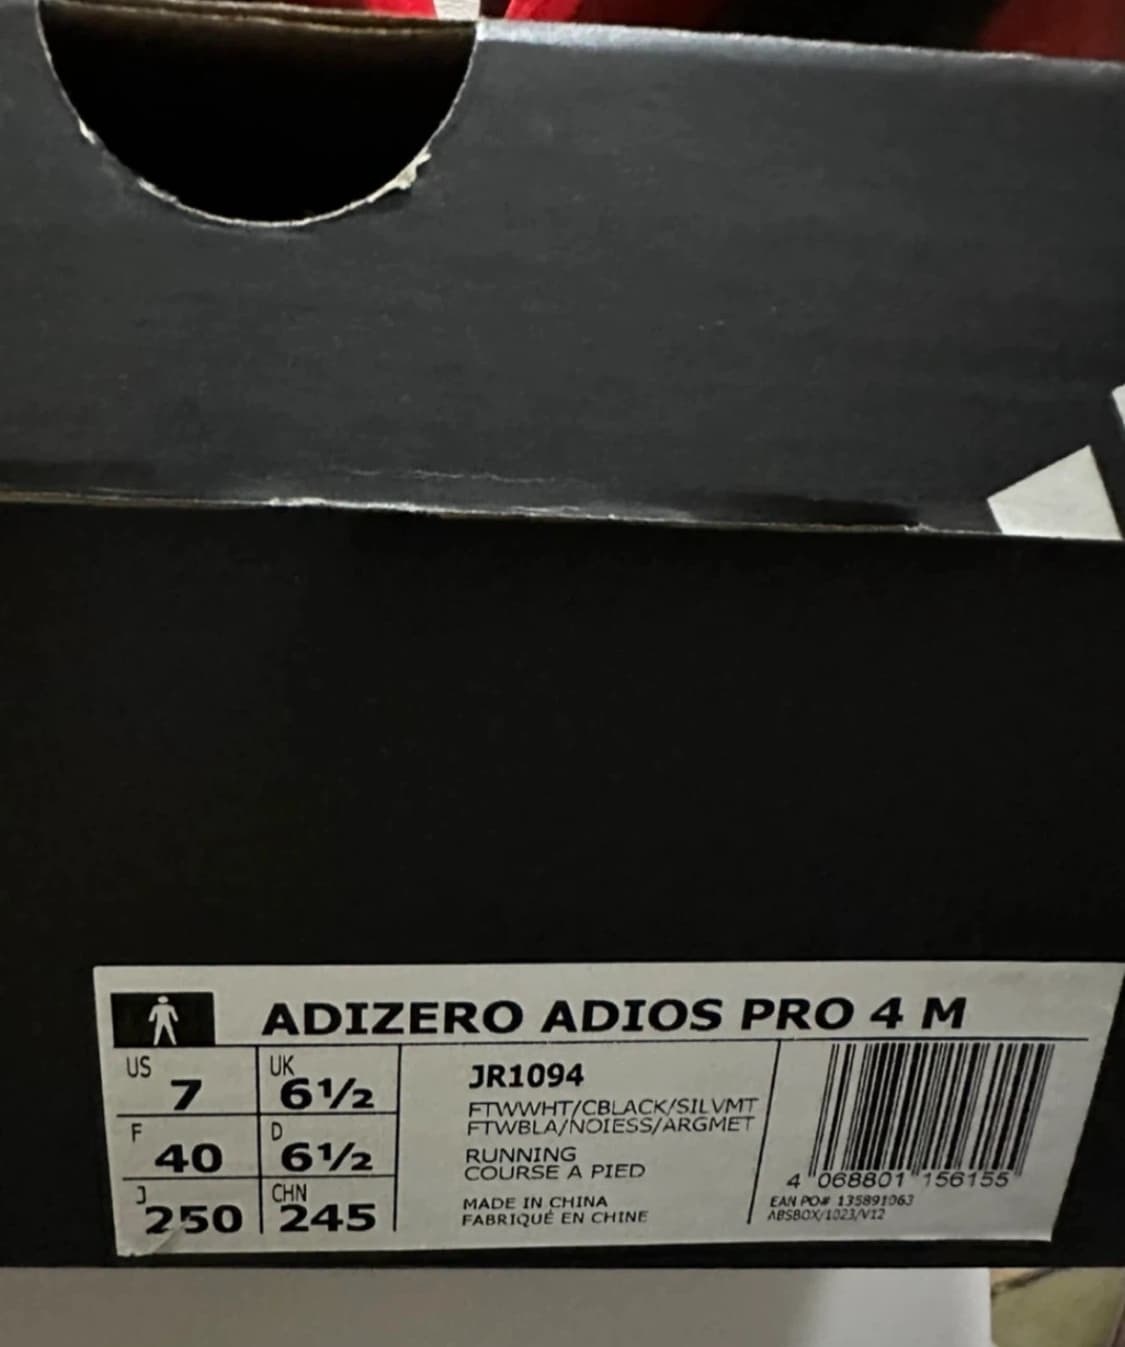 ADIZERO ADIOS PRO 4 M
US 7
UK 6½
F 40
D 6½
J 250
CHN 245
JR1094
FTWWHT/CBLACK/SILVMT
FTWBLA/NOIESS/ARGMET
RUNNING
COURSE A PIED
MADE IN CHINA
FABRIQUÉ EN CHINE
4 068801 156155
EAN PO# 135891063
ABSBOX/1023/V12